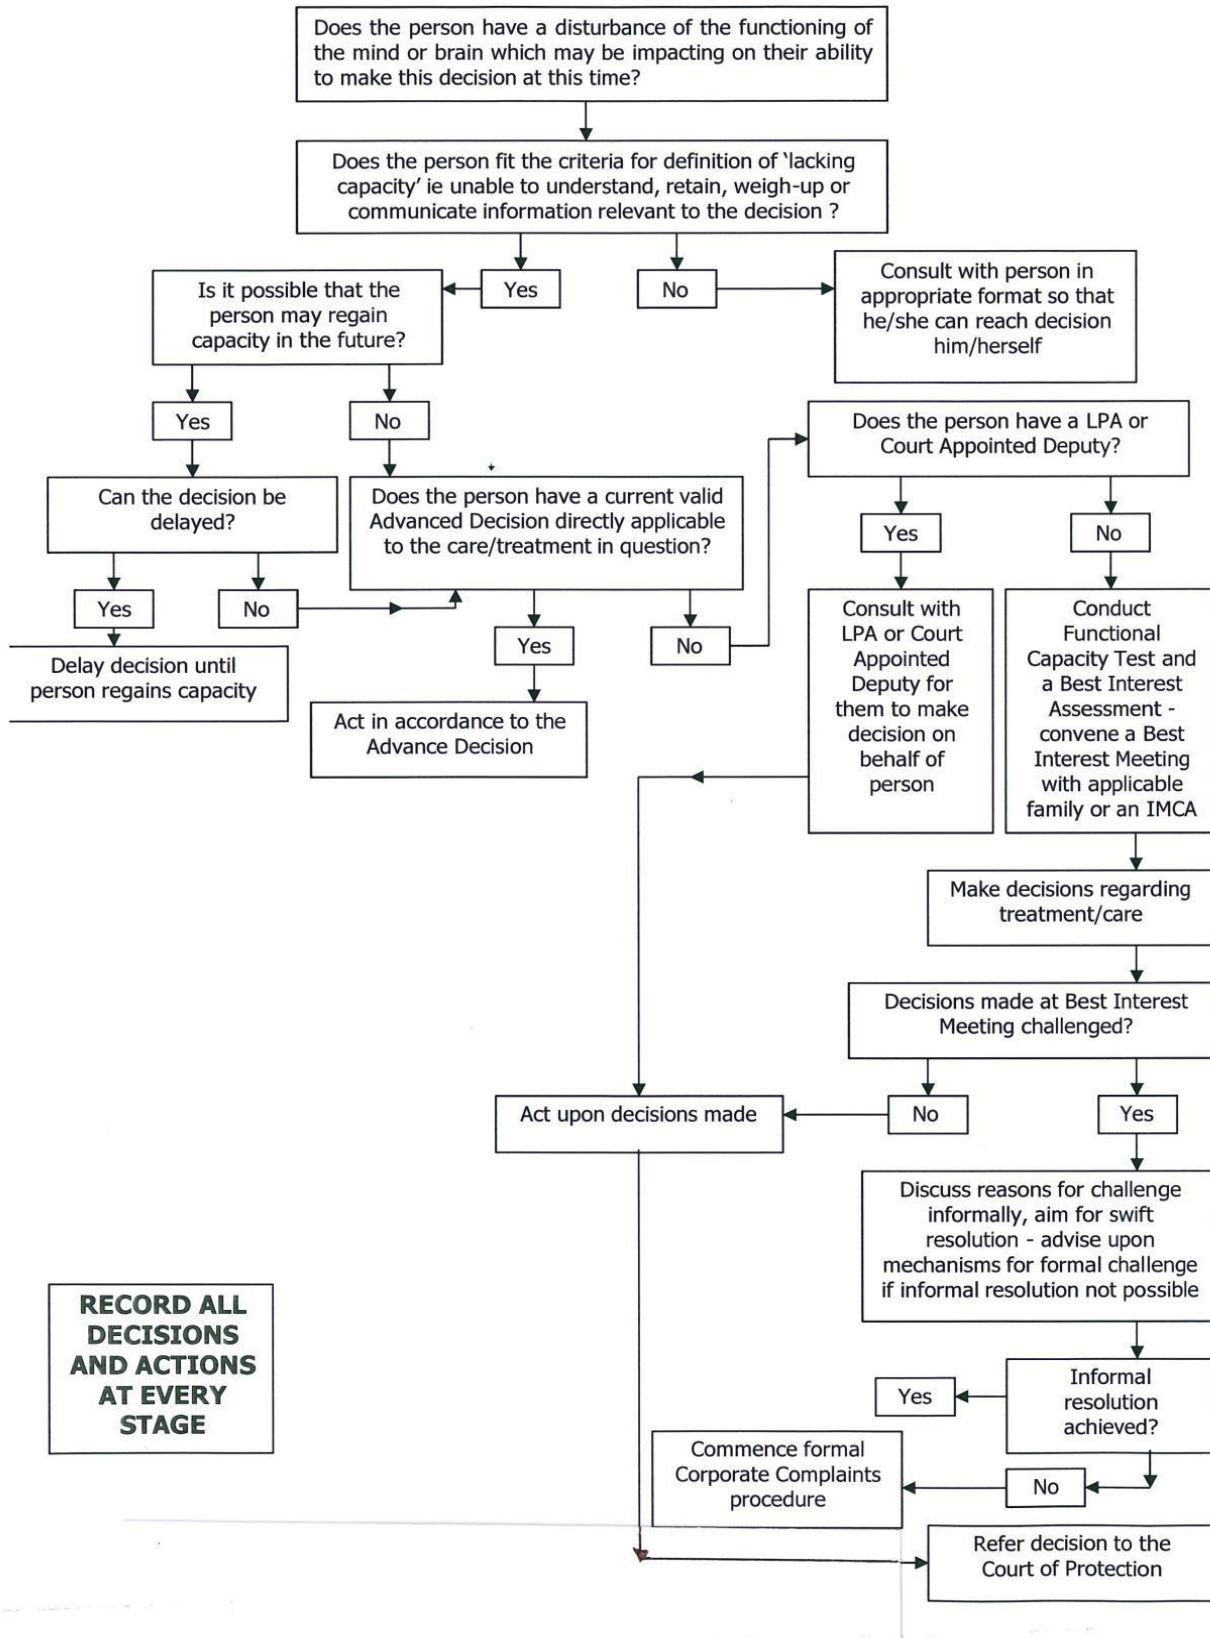 Does the person have a disturbance of the functioning of
the mind or brain which may be impacting on their ability
to make this decision at this time?
Does the person fit the criteria for definition of ‘lacking
capacity’ ie unable to understand, retain, weigh-up or
communicate information relevant to the decision ?
Yes
No
Is it possible that the
person may regain
capacity in the future?
Consult with person in
appropriate format so that
he/she can reach decision
him/herself
Yes
No
Does the person have a LPA or
Court Appointed Deputy?
Can the decision be
delayed?
Does the person have a current valid
Advanced Decision directly applicable
to the care/treatment in question?
Yes
No
Yes
No
Yes
No
Delay decision until
person regains capacity
Act in accordance to the
Advance Decision
Consult with
LPA or Court
Appointed
Deputy for
them to make
decision on
behalf of
person
Conduct
Functional
Capacity Test and
a Best Interest
Assessment -
convene a Best
Interest Meeting
with applicable
family or an IMCA
Make decisions regarding
treatment/care
Decisions made at Best Interest
Meeting challenged?
Act upon decisions made
No
Yes
Discuss reasons for challenge
informally, aim for swift
resolution - advise upon
mechanisms for formal challenge
if informal resolution not possible
RECORD ALL
DECISIONS
AND ACTIONS
AT EVERY
STAGE
Informal
resolution
achieved?
Yes
No
Commence formal
Corporate Complaints
procedure
Refer decision to the
Court of Protection